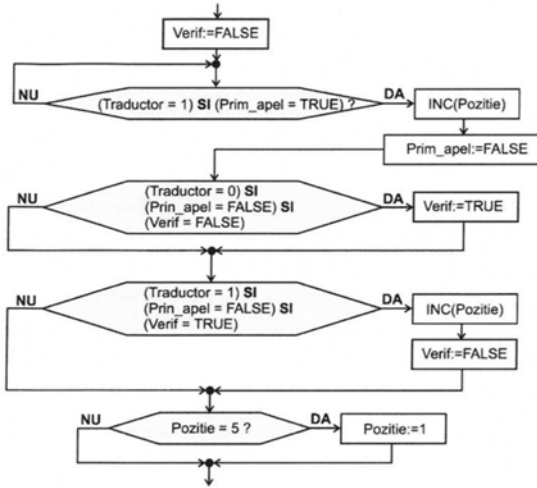 Verif:=FALSE
NU
(Traductor = 1) SI (Prim_apel = TRUE) ?
DA
INC(Pozitie)
Prim_apel:=FALSE
NU
(Traductor = 0) SI
(Prin_apel = FALSE) SI
(Verif = FALSE)
DA
Verif:=TRUE
NU
(Traductor = 1) SI
(Prin_apel = FALSE) SI
(Verif = TRUE)
DA
INC(Pozitie)
Verif:=FALSE
NU
Pozitie = 5 ?
DA
Pozitie:=1